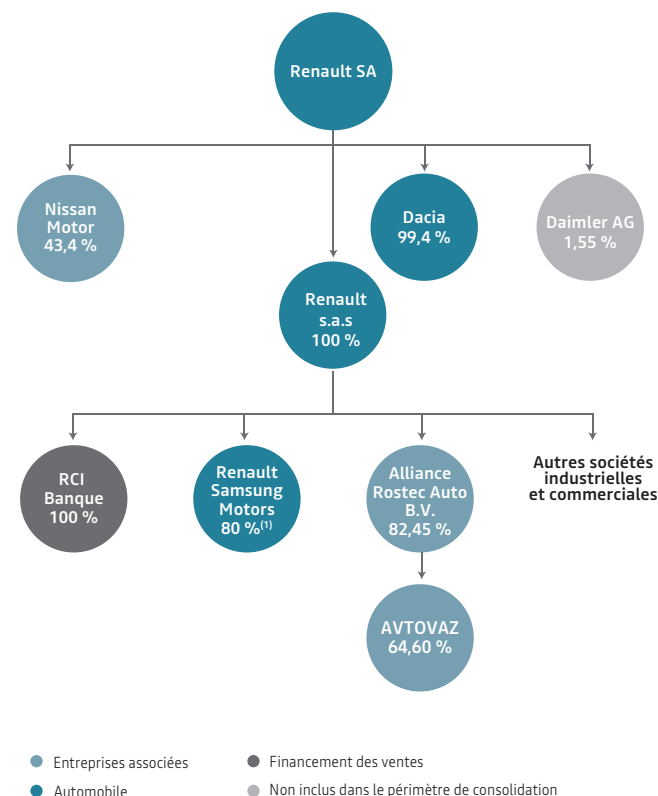 Renault SA
Nissan
Motor
43,4 %
Dacia
99,4 %
Daimler AG
1,55 %
Renault
s.a.s
100 %
RCI
Banque
100 %
Renault
Samsung
Motors
80 %(1)
Alliance
Rostec Auto
B.V.
82,45 %
Autres sociétés
industrielles
et commerciales
AVTOVAZ
64,60 %
Entreprises associées
Financement des ventes
Automobile
Non inclus dans le périmètre de consolidation